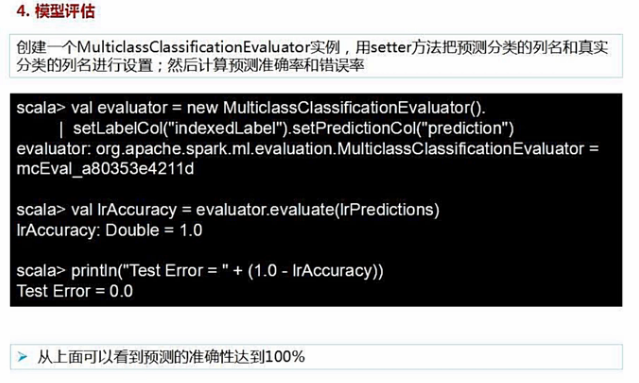 4. 模型评估
创建一个MulticlassClassificationEvaluator实例，用setter方法把预测分类的列名和真实
分类的列名进行设置；然后计算预测准确率和错误率
scala> val evaluator = new MulticlassClassificationEvaluator().
| setLabelCol("indexedLabel").setPredictionCol("prediction")
evaluator: org.apache.spark.ml.evaluation.MulticlassClassificationEvaluator =
mcEval_a80353e4211d
scala> val lrAccuracy = evaluator.evaluate(lrPredictions)
lrAccuracy: Double = 1.0
scala> println("Test Error = " + (1.0 - lrAccuracy))
Test Error = 0.0
➢ 从上面可以看到预测的准确性达到100%